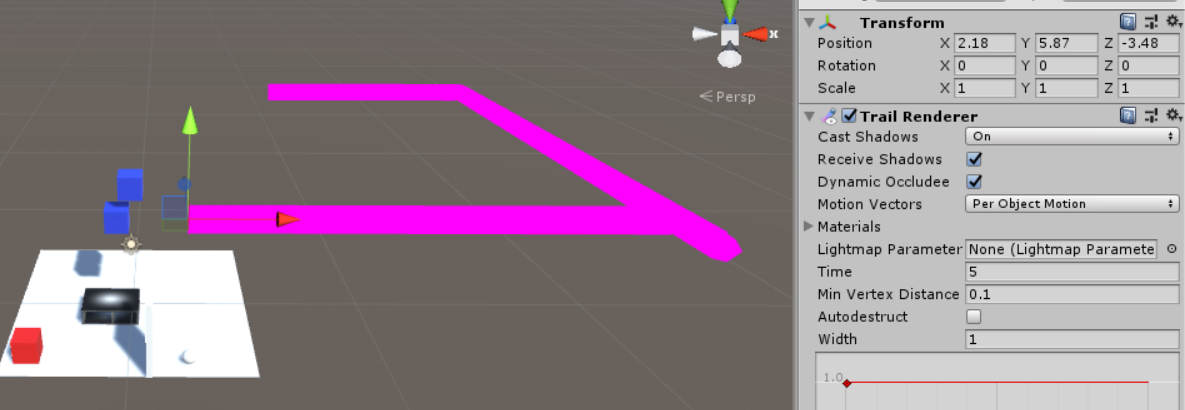 x
Persp
Transform
Position X 2.18 Y 5.87 Z -3.48
Rotation X 0 Y 0 Z 0
Scale X 1 Y 1 Z 1
Trail Renderer
Cast Shadows On
Receive Shadows
Dynamic Occludee
Motion Vectors Per Object Motion
Materials
Lightmap Parameter None (Lightmap Paramete
Time 5
Min Vertex Distance 0.1
Autodestruct
Width 1
1.0